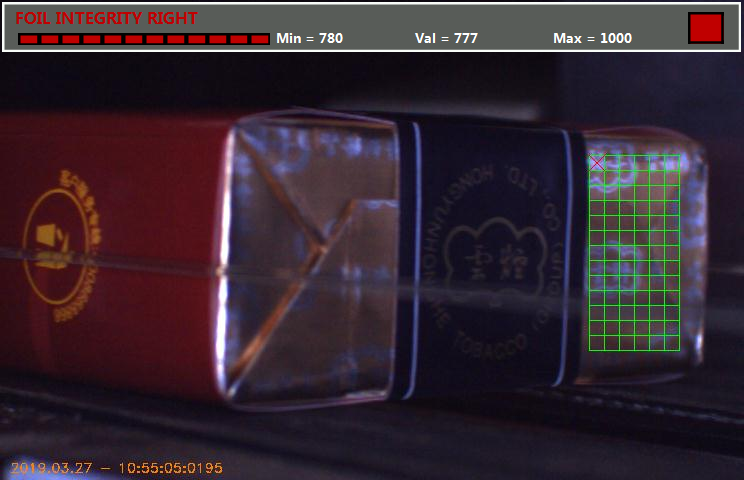 FOIL INTEGRITY RIGHT
Min = 780 Val = 777 Max = 1000
HONGYUNHONGHE TOBACCO (GROUP) CO., LTD.
2019.03.27 - 10:55:05:0195